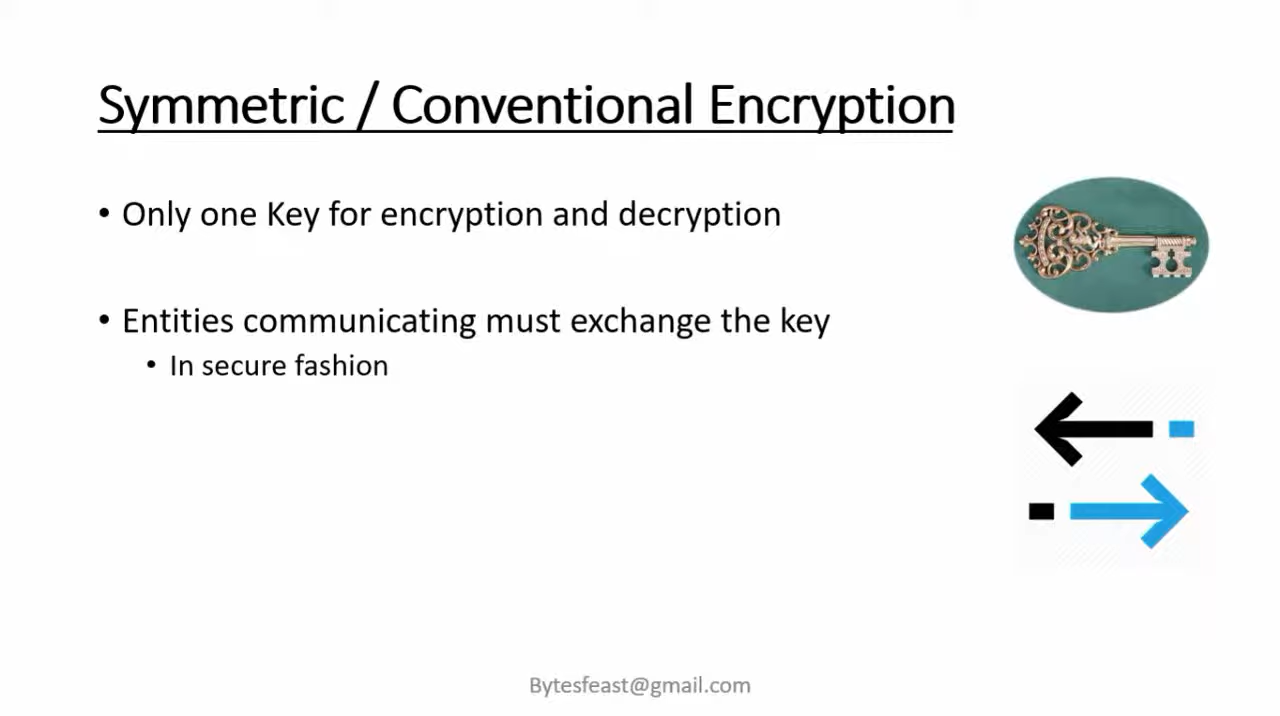 Symmetric / Conventional Encryption
• Only one Key for encryption and decryption
• Entities communicating must exchange the key
• In secure fashion
Bytesfeast@gmail.com